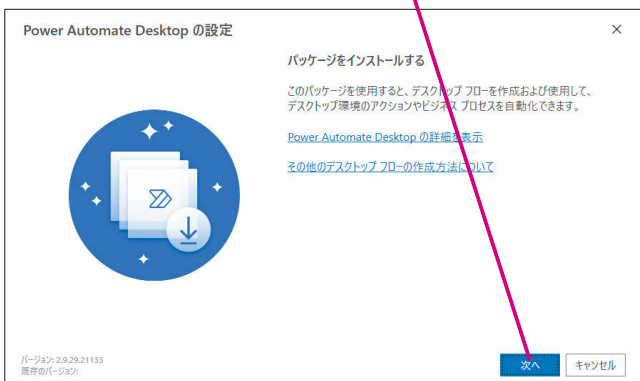 Power Automate Desktop の設定
パッケージをインストールする
このパッケージを使用すると、デスクトップ フローを作成および使用して、
デスクトップ環境のアクションやビジネス プロセスを自動化できます。
Power Automate Desktop の詳細を表示
その他のデスクトップ フローの作成方法について
バージョン: 2.9.29.21133
既存のバージョン:
次へ
キャンセル